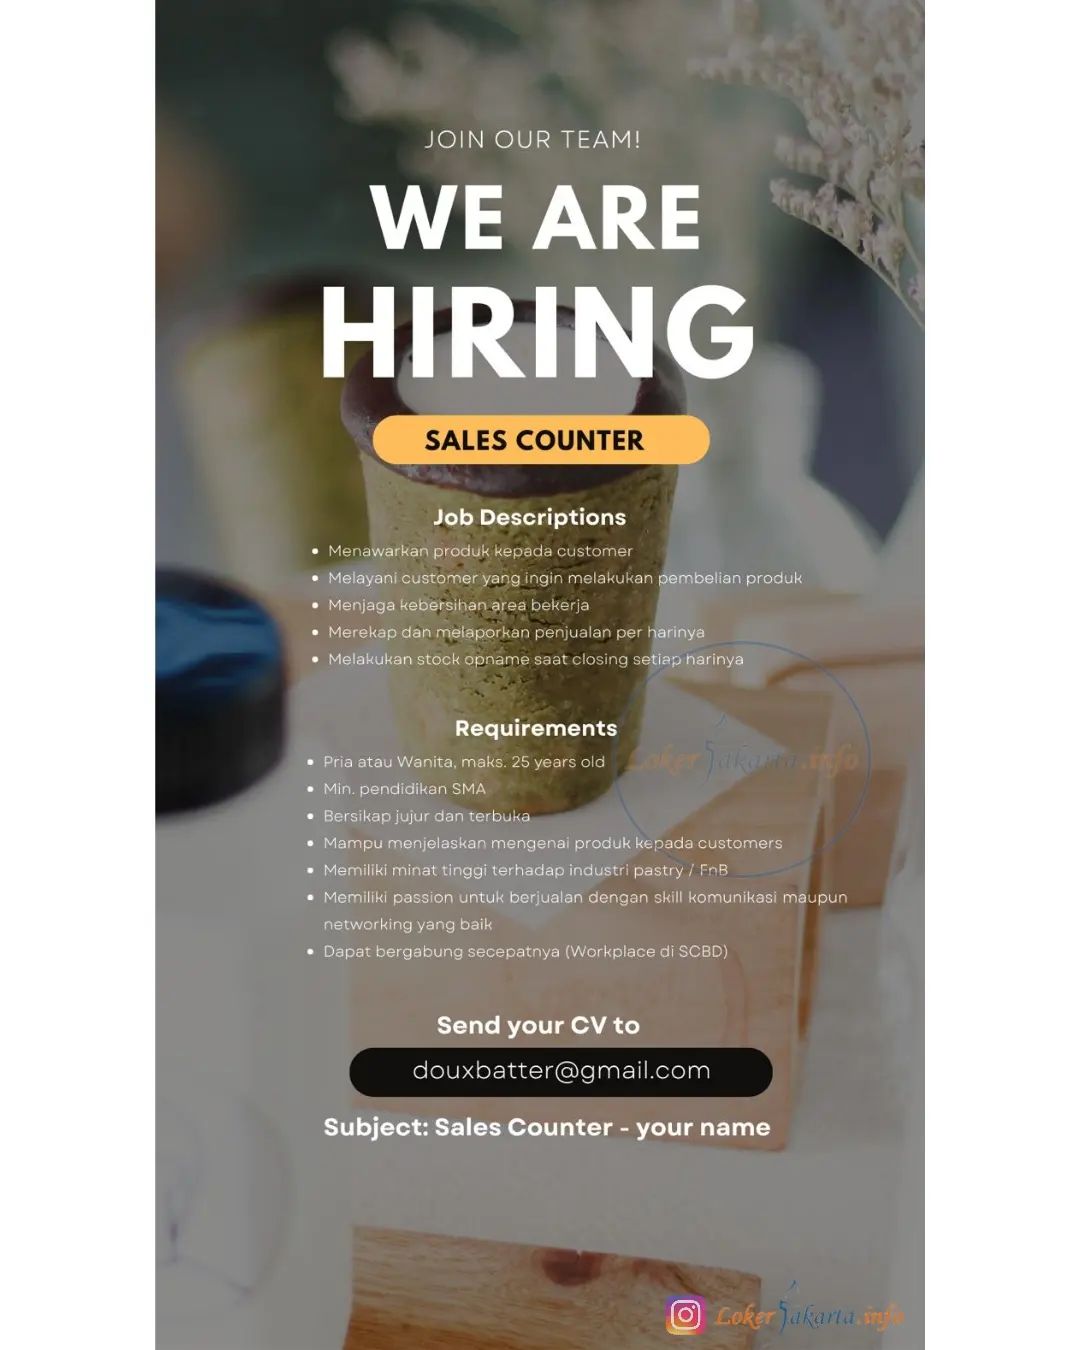 JOIN OUR TEAM!
WE ARE
HIRING
SALES COUNTER
Job Descriptions
• Menawarkan produk kepada customer
• Melayani customer yang ingin melakukan pembelian produk
• Menjaga kebersihan area bekerja
• Merekap dan melaporkan penjualan per harinya
• Melakukan stock opname saat closing setiap harinya
Requirements
• Pria atau Wanita, maks. 25 years old
• Min. pendidikan SMA
• Bersikap jujur dan terbuka
• Mampu menjelaskan mengenai produk kepada customers
• Memiliki minat tinggi terhadap industri pastry / FnB
• Memiliki passion untuk berjualan dengan skill komunikasi maupun
networking yang baik
• Dapat bergabung secepatnya (Workplace di SCBD)
LokerJakarta.info
Send your CV to
douxbatter@gmail.com
Subject: Sales Counter - your name
LokerJakarta.info